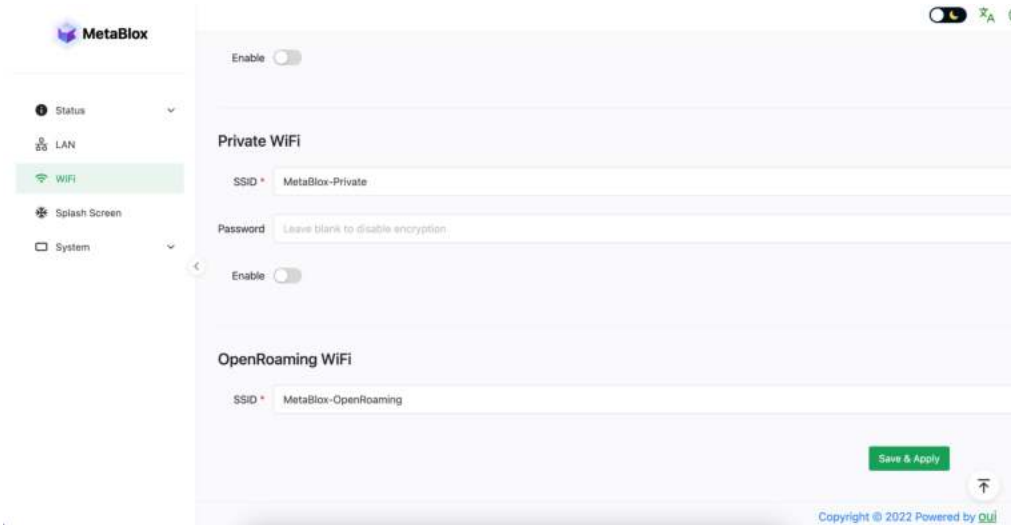 MetaBlox
Status
LAN
WiFi
Splash Screen
System
Enable
Private WiFi
SSID * MetaBlox-Private
Password Leave blank to disable encryption
Enable
OpenRoaming WiFi
SSID * MetaBlox-OpenRoaming
Save & Apply
Copyright © 2022 Powered by oui